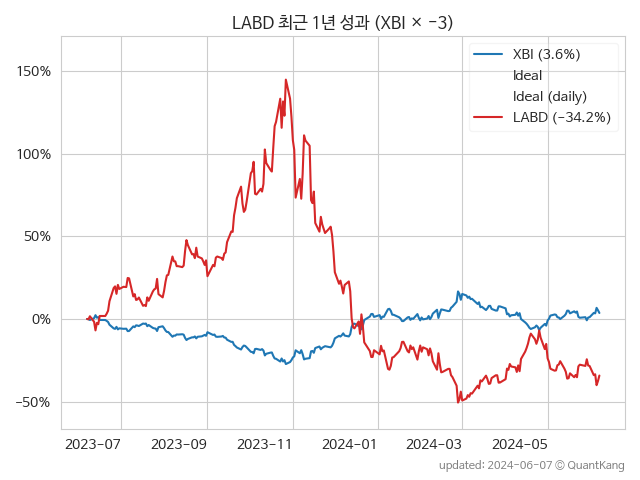 LABD 최근 1년 성과 (XBI × −3)
XBI (3.6%)
Ideal
Ideal (daily)
LABD (−34.2%)
150%
100%
50%
0%
−50%
2023-07
2023-09
2023-11
2024-01
2024-03
2024-05
updated: 2024-06-07 © QuantKang